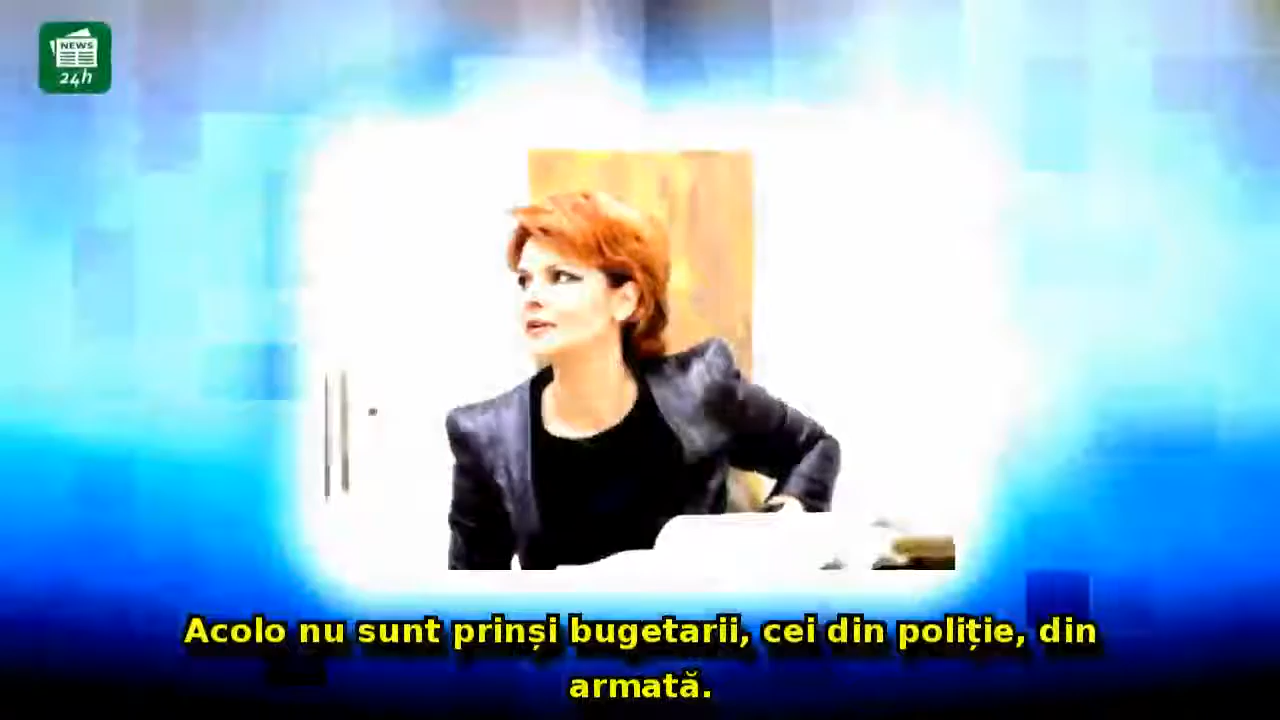 NEWS
24h
Acolo nu sunt prinși bugetarii, cei din poliție, din
armată.